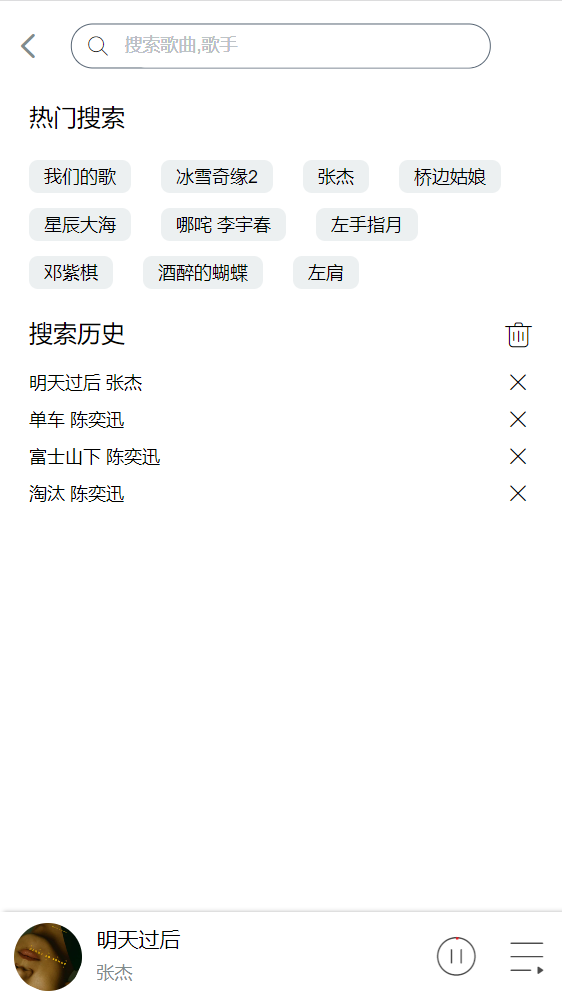 搜索歌曲,歌手
热门搜索
我们的歌 冰雪奇缘2 张杰 桥边姑娘
星辰大海 哪咤 李宇春 左手指月
邓紫棋 酒醉的蝴蝶 左肩
搜索历史
明天过后 张杰
单车 陈奕迅
富士山下 陈奕迅
淘汰 陈奕迅
明天过后
张杰